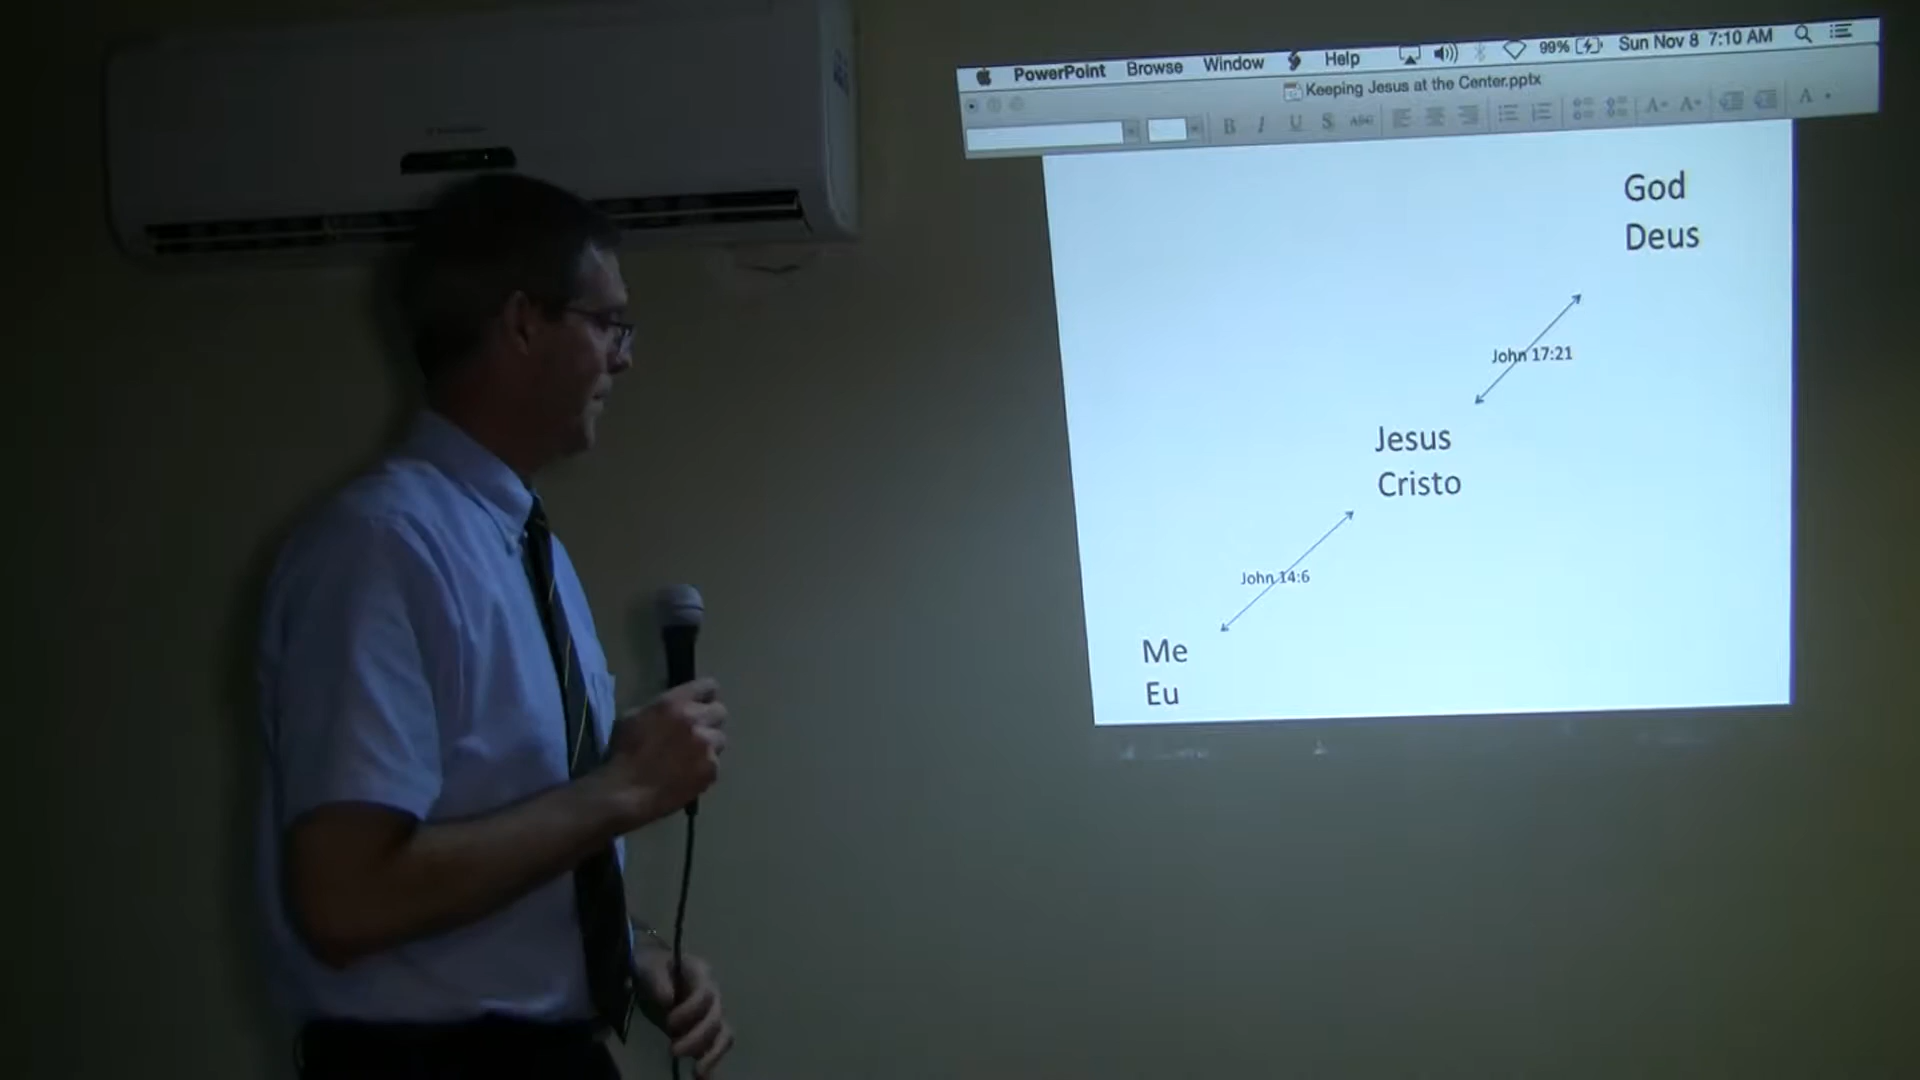 PowerPoint Browse Window Help 99% Sun Nov 8 7:10 AM
Keeping Jesus at the Center.pptx
B I U S ABC A A A
God
Deus
John 17:21
Jesus
Cristo
John 14:6
Me
Eu